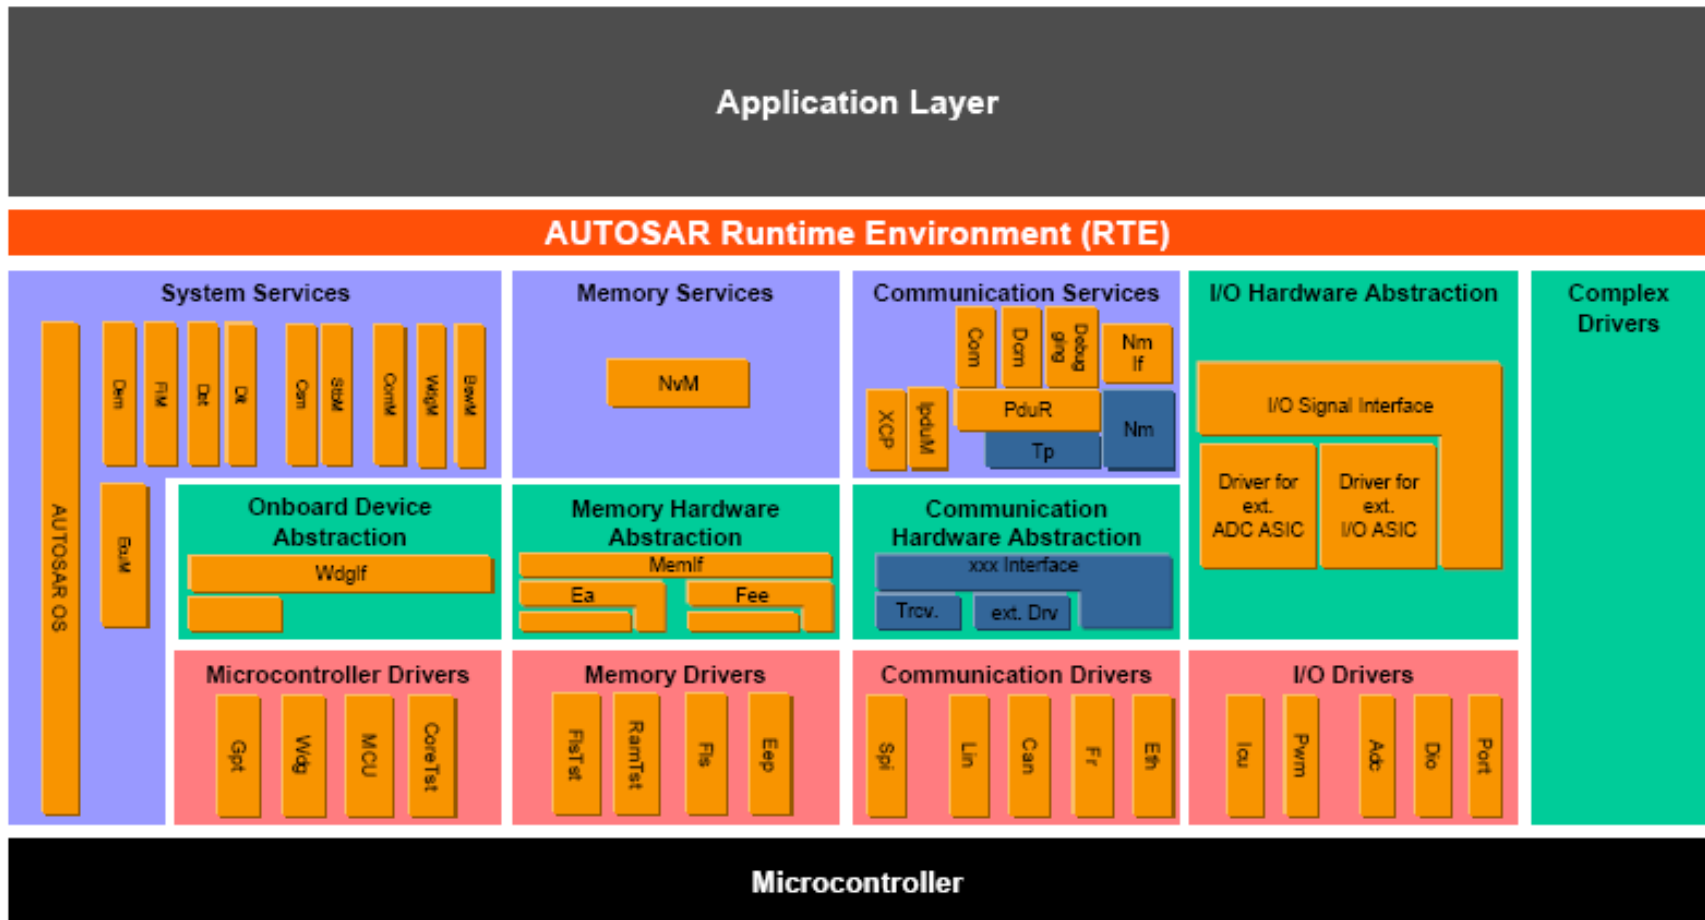 Application Layer
AUTOSAR Runtime Environment (RTE)
System Services
AUTOSAR OS
Dem
FiM
Det
Dlt
Csm
StbM
ComM
WdgM
BswM
EcuM
Memory Services
NvM
Communication Services
XCP
IpduM
Com
Dcm
Debug
ging
Nm
If
PduR
Tp
Nm
I/O Hardware Abstraction
I/O Signal Interface
Driver for
ext.
ADC ASIC
Driver for
ext.
I/O ASIC
Complex
Drivers
Onboard Device
Abstraction
WdgIf
Memory Hardware
Abstraction
MemIf
Ea
Fee
Communication
Hardware Abstraction
xxx Interface
Trcv.
ext. Drv
Microcontroller Drivers
Gpt
Wdg
MCU
CoreTst
Memory Drivers
FlsTst
RamTst
Fls
Eep
Communication Drivers
Spi
Lin
Can
Fr
Eth
I/O Drivers
Icu
Pwm
Adc
Dio
Port
Microcontroller